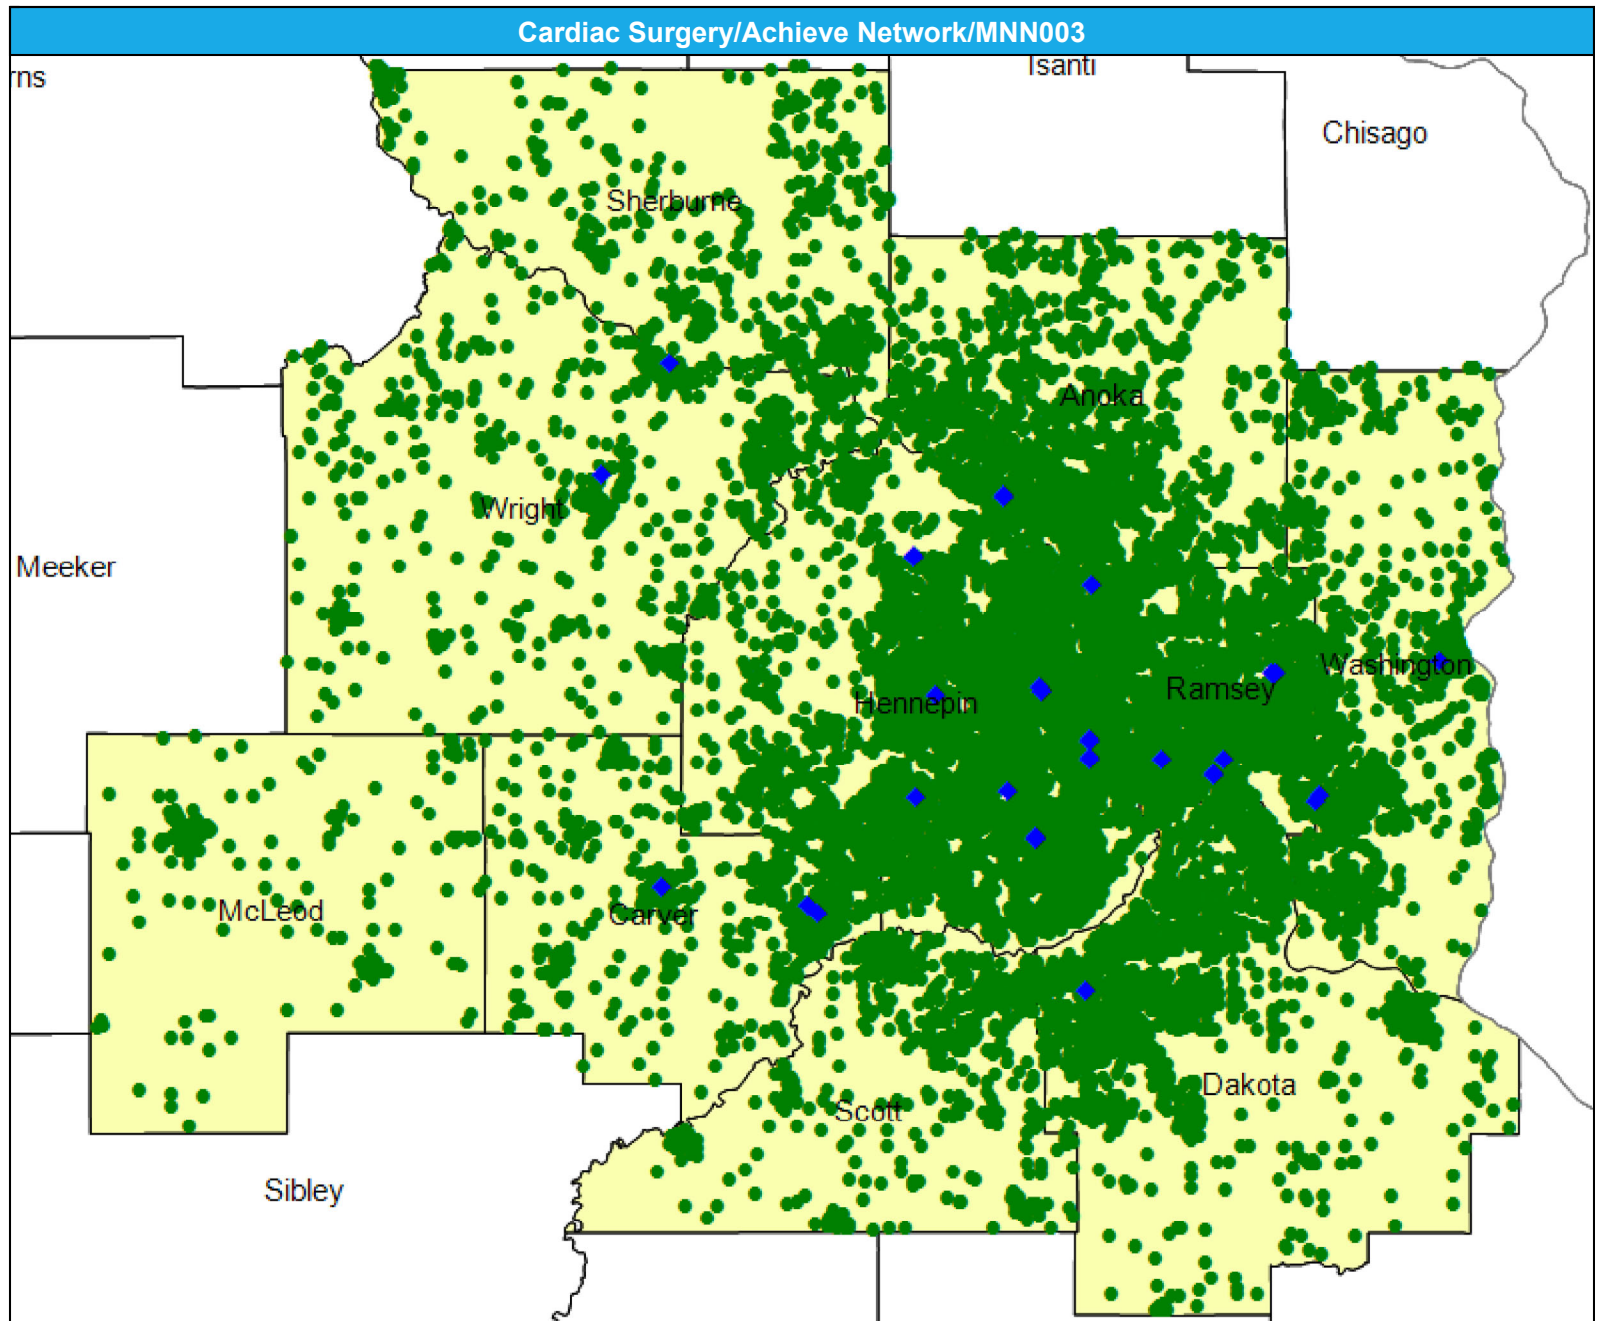 Cardiac Surgery/Achieve Network/MNN003
rns
Isanti
Chisago
Sherburne
Anoka
Wright
Meeker
Washington
Ramsey
Hennepin
McLeod
Carver
Dakota
Scott
Sibley